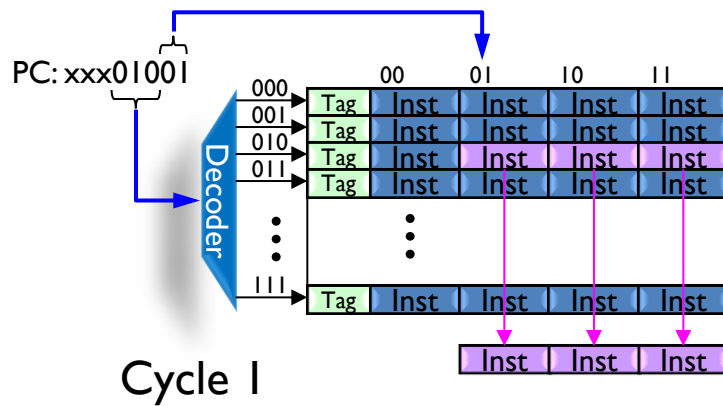 PC: xxx01001
00 01 10 11
000
Tag Inst Inst Inst Inst
001
Tag Inst Inst Inst Inst
010
Tag Inst Inst Inst Inst
011
Tag Inst Inst Inst Inst
Decoder
111
Tag Inst Inst Inst Inst
Inst Inst Inst
Cycle 1